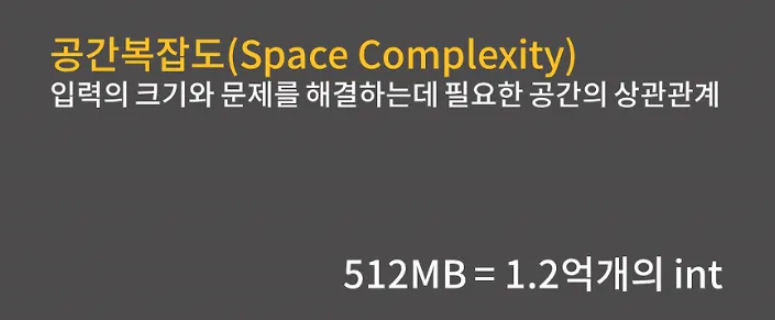 공간복잡도(Space Complexity)
입력의 크기와 문제를 해결하는데 필요한 공간의 상관관계
512MB = 1.2억개의 int